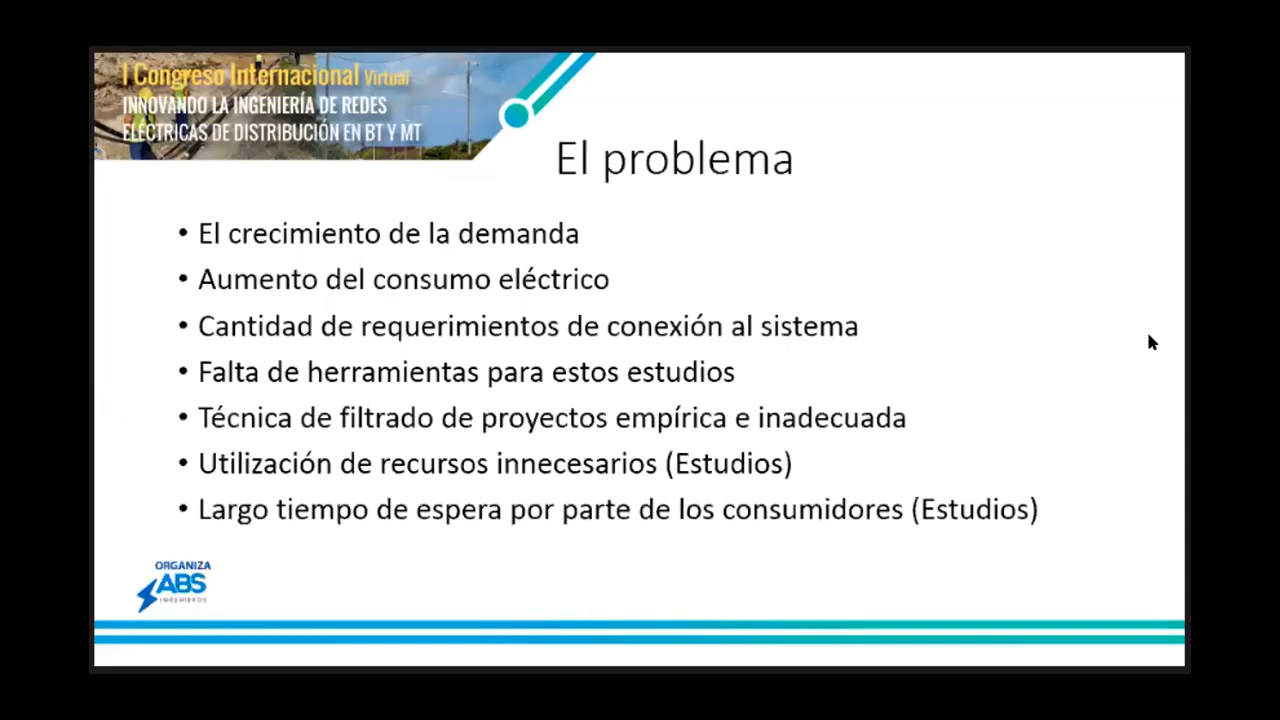 I Congreso Internacional Virtual
INNOVANDO LA INGENIERÍA DE REDES
ELÉCTRICAS DE DISTRIBUCIÓN EN BT Y MT
El problema
• El crecimiento de la demanda
• Aumento del consumo eléctrico
• Cantidad de requerimientos de conexión al sistema
• Falta de herramientas para estos estudios
• Técnica de filtrado de proyectos empírica e inadecuada
• Utilización de recursos innecesarios (Estudios)
• Largo tiempo de espera por parte de los consumidores (Estudios)
ORGANIZA
ABS
INGENIEROS